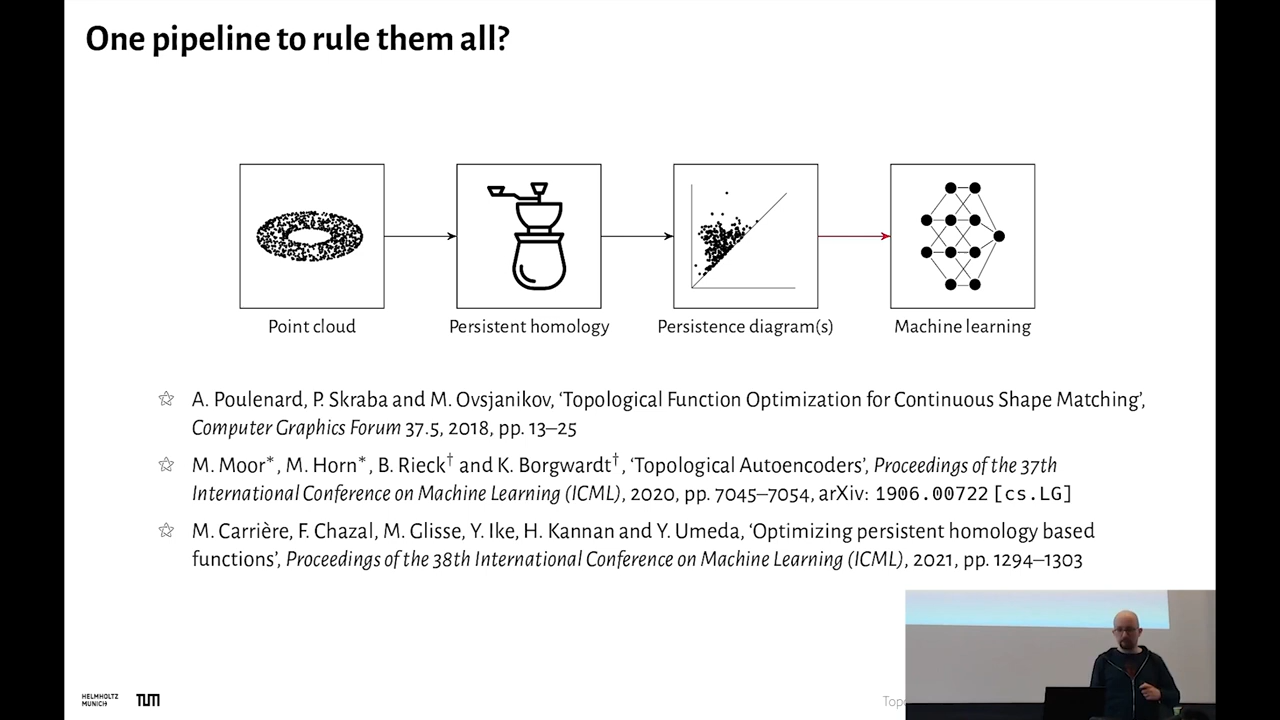 One pipeline to rule them all?
Point cloud
Persistent homology
Persistence diagram(s)
Machine learning
A. Poulenard, P. Skraba and M. Ovsjanikov, ‘Topological Function Optimization for Continuous Shape Matching’,
Computer Graphics Forum 37.5, 2018, pp. 13–25
M. Moor*, M. Horn*, B. Rieck† and K. Borgwardt†, ‘Topological Autoencoders’, Proceedings of the 37th
International Conference on Machine Learning (ICML), 2020, pp. 7045–7054, arXiv: 1906.00722 [cs.LG]
M. Carrière, F. Chazal, M. Glisse, Y. Ike, H. Kannan and Y. Umeda, ‘Optimizing persistent homology based
functions’, Proceedings of the 38th International Conference on Machine Learning (ICML), 2021, pp. 1294–1303
HELMHOLTZ
MUNICH
TUM